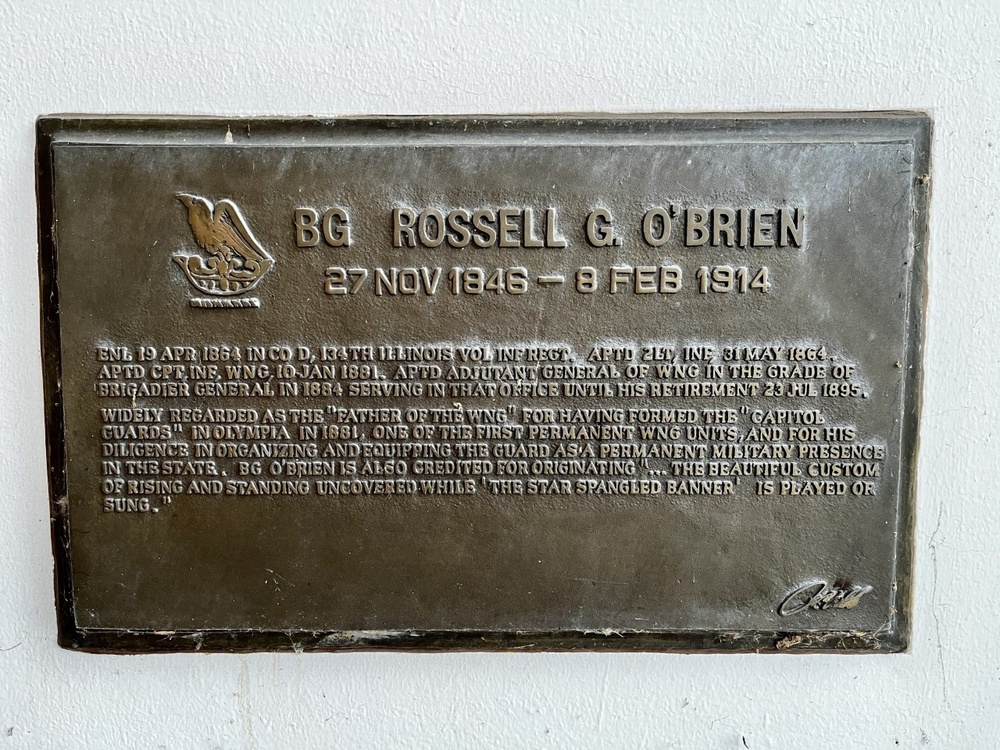 BG ROSSELL G. O'BRIEN
27 NOV 1846 — 8 FEB 1914
ENL 19 APR 1864 IN CO D, 134TH ILLINOIS VOL INF REGT. APTD 2LT, INF 31 MAY 1864.
APTD CPT, INF, WNG, 10 JAN 1881. APTD ADJUTANT GENERAL OF WNG IN THE GRADE OF
BRIGADIER GENERAL IN 1884 SERVING IN THAT OFFICE UNTIL HIS RETIREMENT 23 JUL 1895.
WIDELY REGARDED AS THE "FATHER OF THE WNG" FOR HAVING FORMED THE "CAPITOL
GUARDS" IN OLYMPIA IN 1881, ONE OF THE FIRST PERMANENT WNG UNITS, AND FOR HIS
DILIGENCE IN ORGANIZING AND EQUIPPING THE GUARD AS A PERMANENT MILITARY PRESENCE
IN THE STATE. BG O'BRIEN IS ALSO CREDITED FOR ORIGINATING "... THE BEAUTIFUL CUSTOM
OF RISING AND STANDING UNCOVERED WHILE 'THE STAR SPANGLED BANNER' IS PLAYED OR
SUNG."